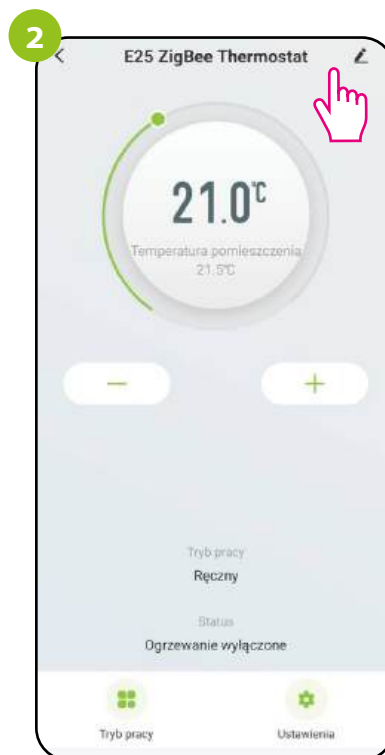 2
E25 ZigBee Thermostat
21.0°C
Temperatura pomieszczenia
21.5°C
Tryb pracy
Ręczny
Status
Ogrzewanie wyłączone
Tryb pracy
Ustawienia